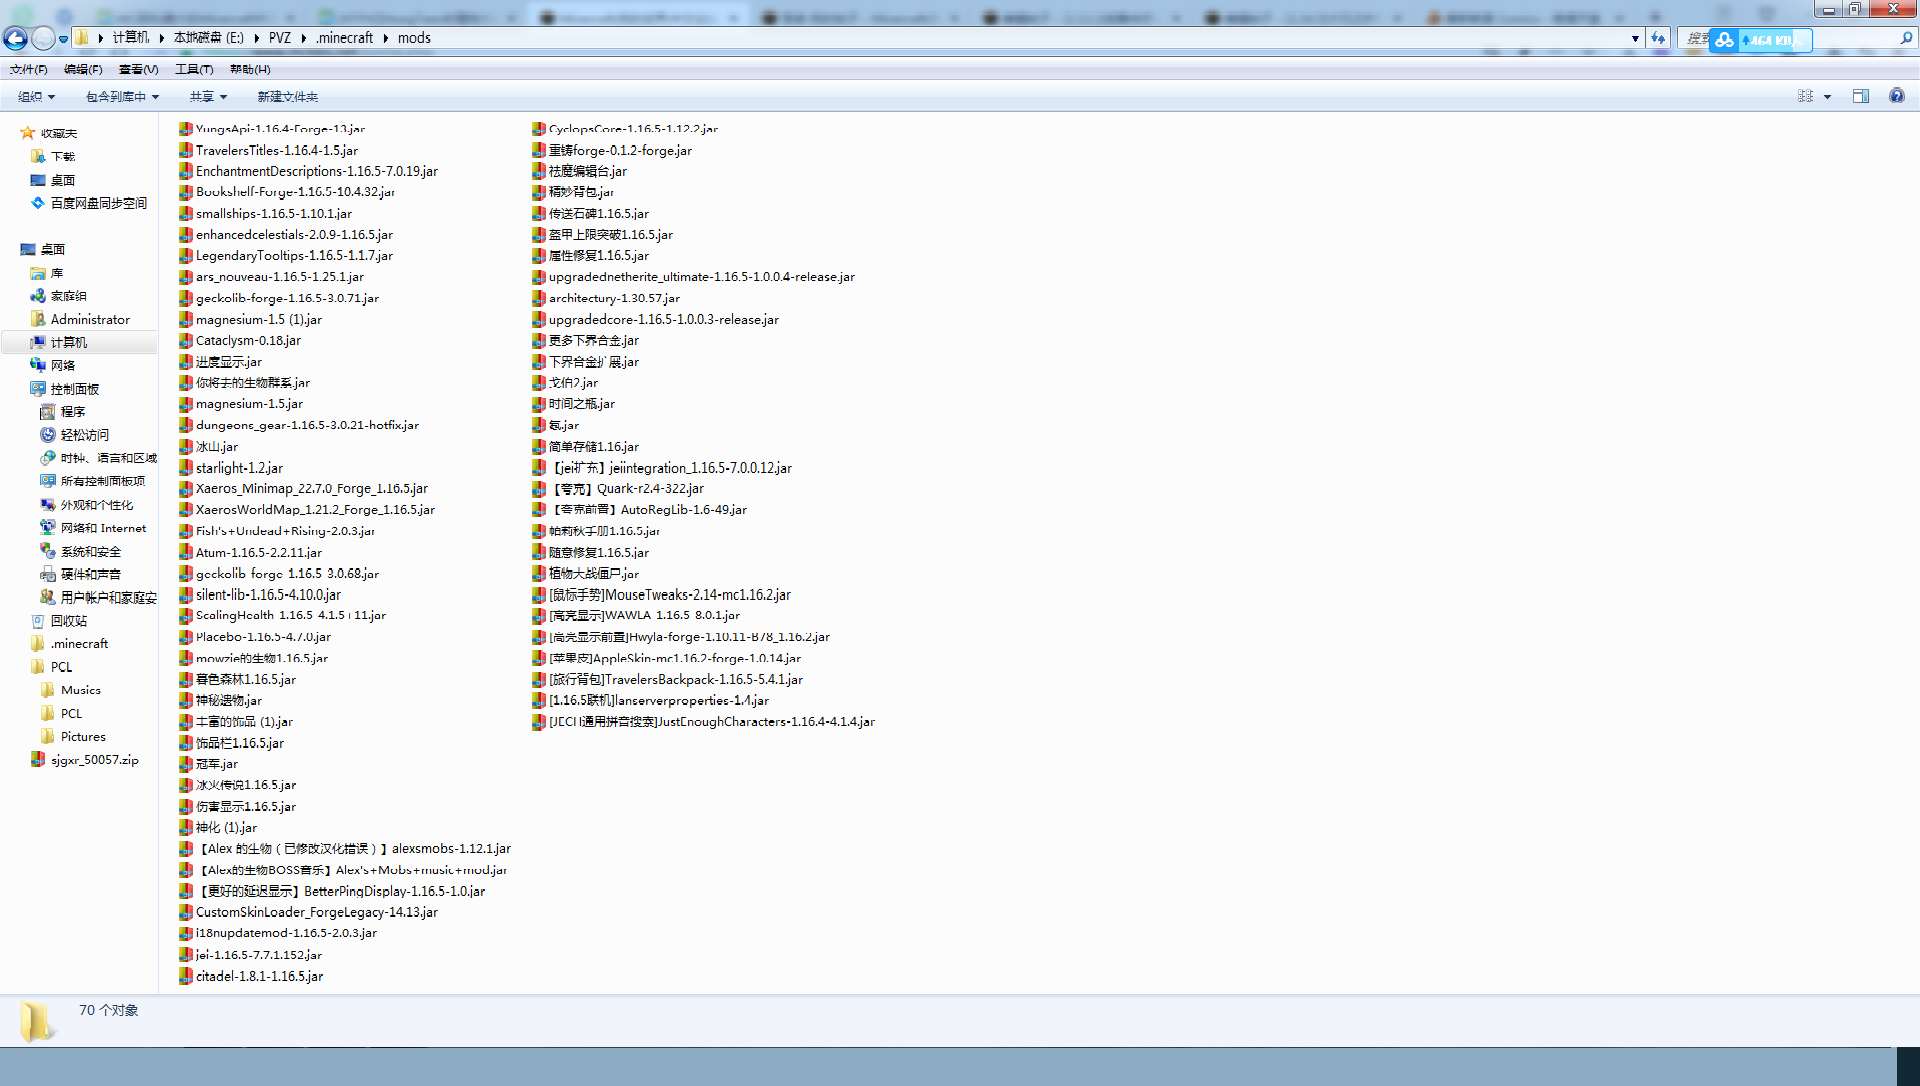 计算机 ▸ 本地磁盘 (E:) ▸ PVZ ▸ .minecraft ▸ mods
文件(F) 编辑(E) 查看(V) 工具(T) 帮助(H)
组织 包含到库中 共享 新建文件夹
收藏夹
下载
桌面
百度网盘同步空间
桌面
库
家庭组
Administrator
计算机
网络
控制面板
程序
轻松访问
时钟、语言和区域
所有控制面板项
外观和个性化
网络和 Internet
系统和安全
硬件和声音
用户帐户和家庭安
回收站
.minecraft
PCL
Musics
PCL
Pictures
sjgxr_50057.zip
YungsApi-1.16.4-Forge-13.jar
TravelersTitles-1.16.4-1.5.jar
EnchantmentDescriptions-1.16.5-7.0.19.jar
Bookshelf-Forge-1.16.5-10.4.32.jar
smallships-1.16.5-1.10.1.jar
enhancedcelestials-2.0.9-1.16.5.jar
LegendaryTooltips-1.16.5-1.1.7.jar
ars_nouveau-1.16.5-1.25.1.jar
geckolib-forge-1.16.5-3.0.71.jar
magnesium-1.5 (1).jar
Cataclysm-0.18.jar
进度显示.jar
你将去的生物群系.jar
magnesium-1.5.jar
dungeons_gear-1.16.5-3.0.21-hotfix.jar
冰山.jar
starlight-1.2.jar
Xaeros_Minimap_22.7.0_Forge_1.16.5.jar
XaerosWorldMap_1.21.2_Forge_1.16.5.jar
Fish's+Undead+Rising-2.0.3.jar
Atum-1.16.5-2.2.11.jar
geckolib-forge-1.16.5-3.0.68.jar
silent-lib-1.16.5-4.10.0.jar
ScalingHealth-1.16.5-4.1.5+11.jar
Placebo-1.16.5-4.7.0.jar
mowzie的生物1.16.5.jar
暮色森林1.16.5.jar
神秘遗物.jar
丰富的饰品 (1).jar
饰品栏1.16.5.jar
冠军.jar
冰火传说1.16.5.jar
伤害显示1.16.5.jar
神化 (1).jar
【Alex 的生物（已修改汉化错误）】alexsmobs-1.12.1.jar
【Alex的生物BOSS音乐】Alex's+Mobs+music+mod.jar
【更好的延迟显示】BetterPingDisplay-1.16.5-1.0.jar
CustomSkinLoader_ForgeLegacy-14.13.jar
i18nupdatemod-1.16.5-2.0.3.jar
jei-1.16.5-7.7.1.152.jar
citadel-1.8.1-1.16.5.jar
CyclopsCore-1.16.5-1.12.2.jar
重铸forge-0.1.2-forge.jar
祛魔编辑台.jar
精妙背包.jar
传送石碑1.16.5.jar
盔甲上限突破1.16.5.jar
属性修复1.16.5.jar
upgradednetherite_ultimate-1.16.5-1.0.0.4-release.jar
architectury-1.30.57.jar
upgradedcore-1.16.5-1.0.0.3-release.jar
更多下界合金.jar
下界合金扩展.jar
戈伯2.jar
时间之瓶.jar
氨.jar
简单存储1.16.jar
【jei扩充】jeiintegration_1.16.5-7.0.0.12.jar
【夸克】Quark-r2.4-322.jar
【夸克前置】AutoRegLib-1.6-49.jar
帕秋莉手册1.16.5.jar
随意修复1.16.5.jar
植物大战僵尸.jar
[鼠标手势]MouseTweaks-2.14-mc1.16.2.jar
[高亮显示]WAWLA-1.16.5-8.0.1.jar
[高亮显示前置]Hwyla-forge-1.10.11-B78_1.16.2.jar
[苹果皮]AppleSkin-mc1.16.2-forge-1.0.14.jar
[旅行背包]TravelersBackpack-1.16.5-5.4.1.jar
[1.16.5联机]lanserverproperties-1.4.jar
[JECH通用拼音搜索]JustEnoughCharacters-1.16.4-4.1.4.jar
70 个对象